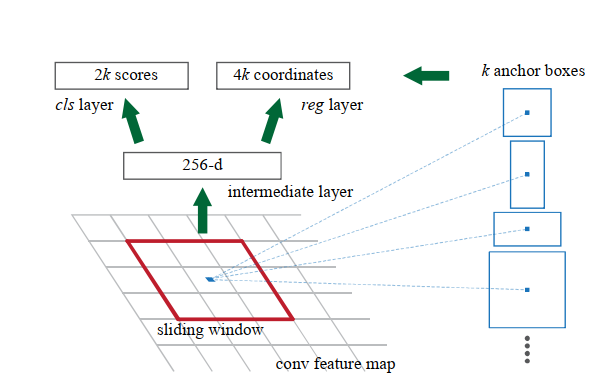 2k scores
4k coordinates
k anchor boxes
cls layer
reg layer
256-d
intermediate layer
sliding window
conv feature map